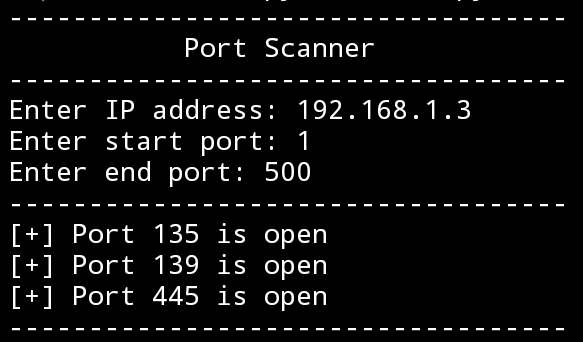 -----------------------------------
Port Scanner
-----------------------------------
Enter IP address: 192.168.1.3
Enter start port: 1
Enter end port: 500
-----------------------------------
[+] Port 135 is open
[+] Port 139 is open
[+] Port 445 is open
-----------------------------------